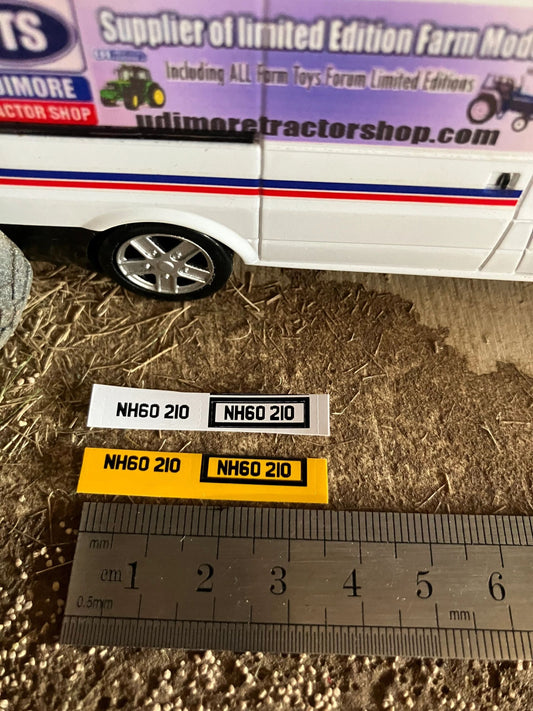 TS
Supplier of limited Edition Farm Mod
Including ALL Farm Toys Forum Limited Editions
DIMORE
ACTOR SHOP
udimoretractorshop.com
NH60 210 NH60 210
NH60 210 NH60 210
mm
cm 1 2 3 4 5 6
0.5mm mm